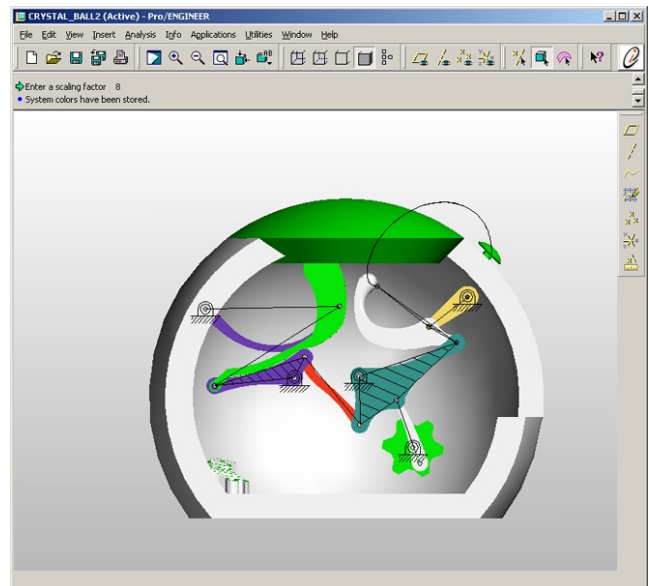 CRYSTAL_BALL2 (Active) - Pro/ENGINEER
File Edit View Insert Analysis Info Applications Utilities Window Help
Enter a scaling factor 8
System colors have been stored.